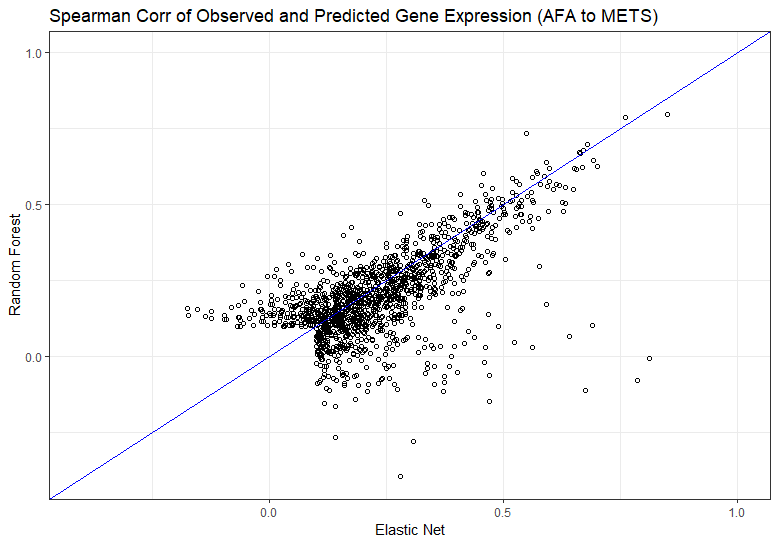 Spearman Corr of Observed and Predicted Gene Expression (AFA to METS)
1.0
0.5
0.0
Random Forest
0.0 0.5 1.0
Elastic Net